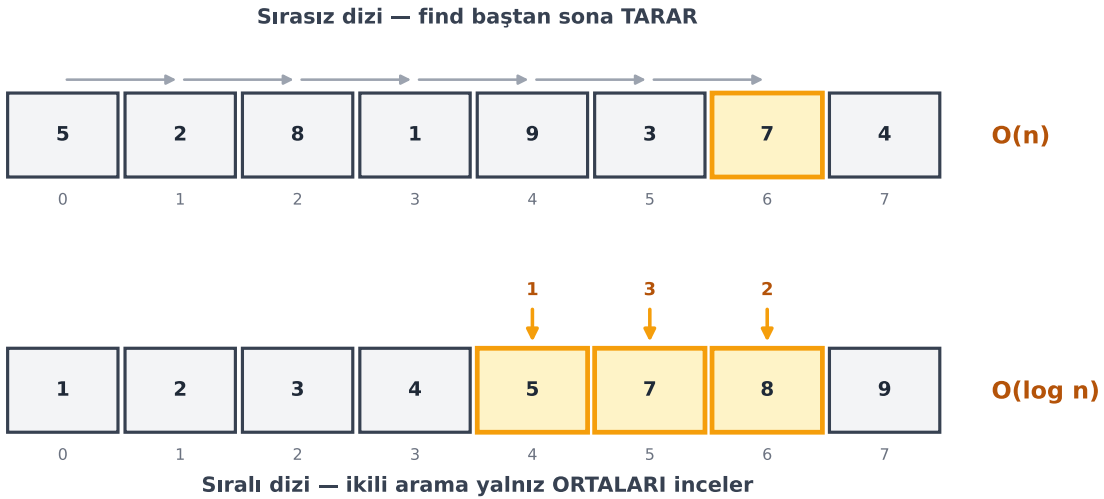 Sırasız dizi — find baştan sona TARAR
5 2 8 1 9 3 7 4 O(n)
0 1 2 3 4 5 6 7
1 3 2
1 2 3 4 5 7 8 9 O(log n)
0 1 2 3 4 5 6 7
Sıralı dizi — ikili arama yalnız ORTALARI inceler